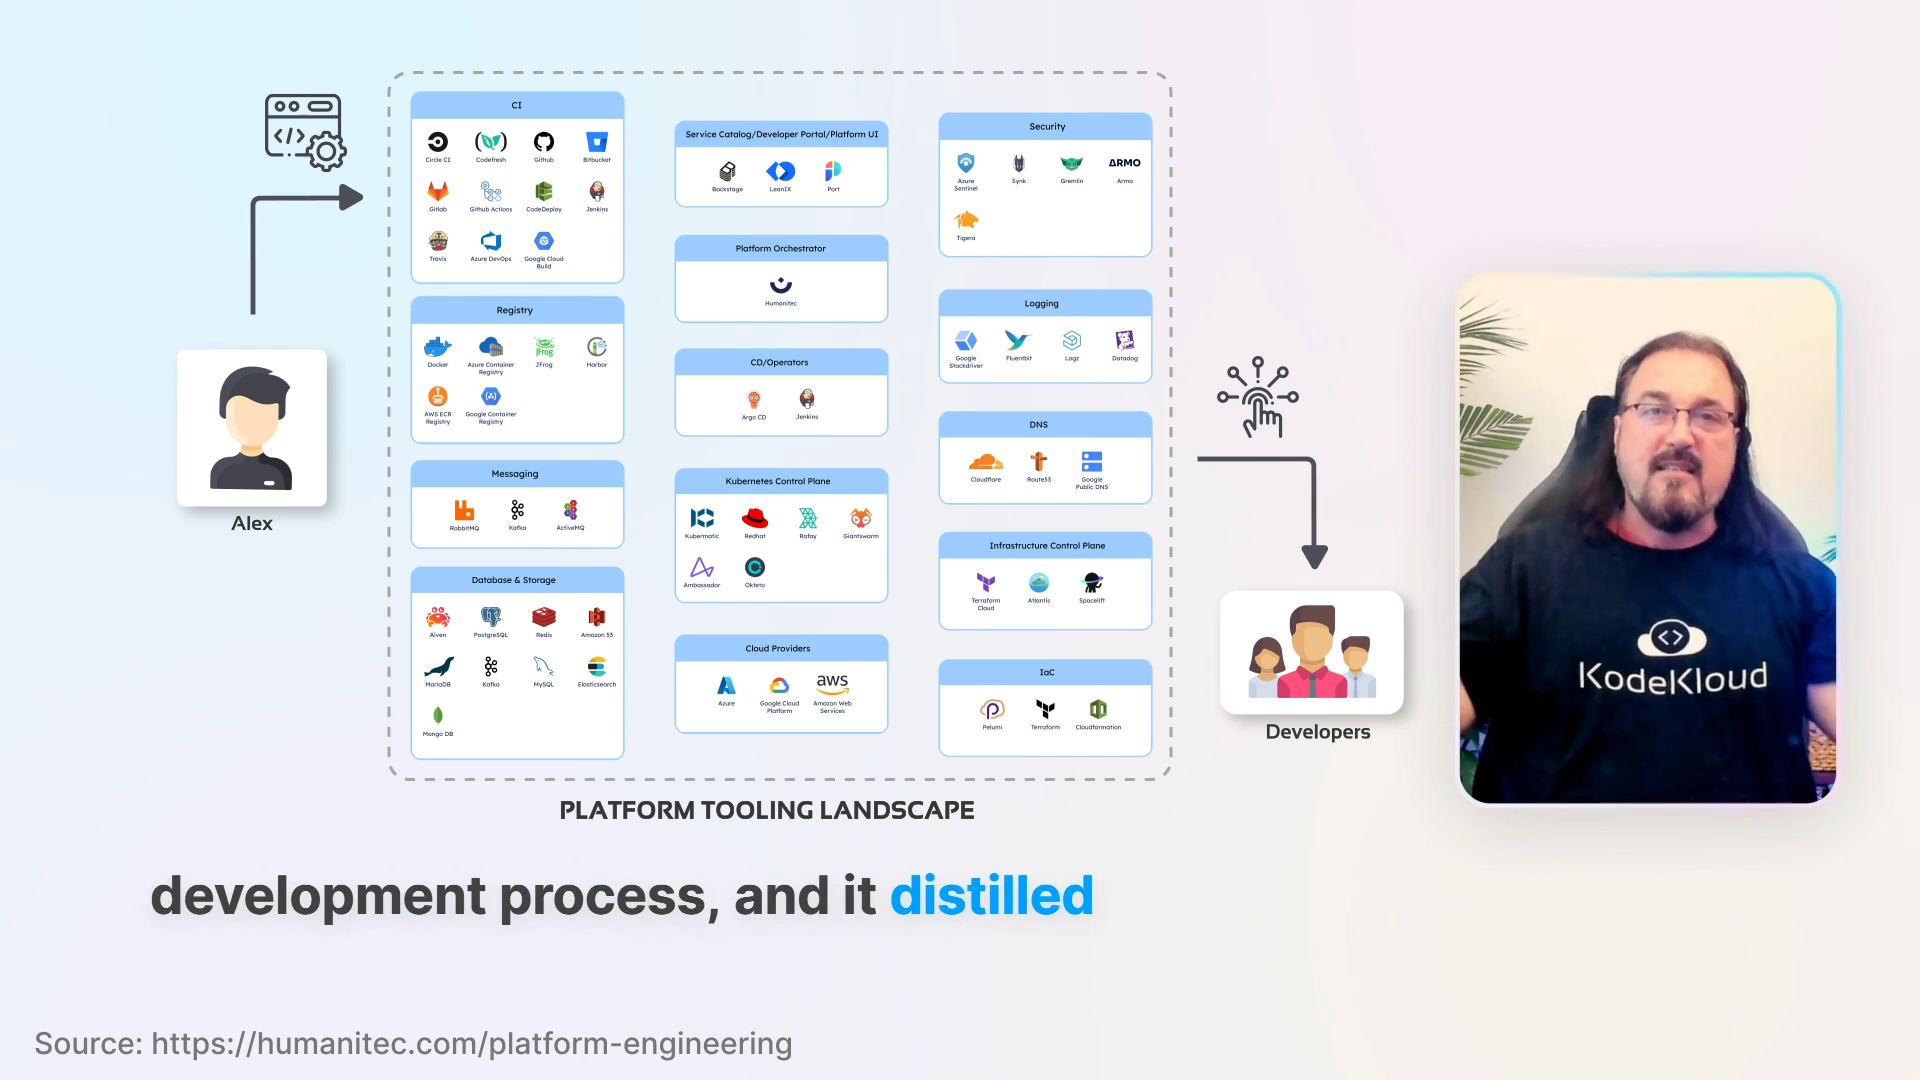 CI
Circle CI
Codefresh
Github
Bitbucket
Gitlab
Github Actions
CodeDeploy
Jenkins
Travis
Azure DevOps
Google Cloud
Build
Registry
Docker
Azure Container
Registry
JFrog
JFrog
Harbor
AWS ECR
Registry
Google Container
Registry
Messaging
RabbitMQ
Kafka
ActiveMQ
Database & Storage
Aiven
PostgreSQL
Redis
Amazon S3
MariaDB
Kafka
MySQL
Elasticsearch
Mongo DB
Service Catalog/Developer Portal/Platform UI
Backstage
LeanIX
Port
Platform Orchestrator
Humanitec
CD/Operators
Argo CD
Jenkins
Kubernetes Control Plane
Kubermatic
Redhat
Rafay
Giantswarm
Ambassador
Okteto
Cloud Providers
Azure
Google Cloud
Platform
aws
Amazon Web
Services
Security
Azure
Sentinel
Synk
Gremlin
ARMO
Armo
Tigera
Logging
Google
Stackdriver
Fluentbit
Logz
Datadog
DNS
Cloudflare
Route53
Google
Public DNS
Infrastructure Control Plane
Terraform
Cloud
Atlantis
Spacelift
IaC
Pelumi
Terraform
Cloudformation
Alex
Developers
PLATFORM TOOLING LANDSCAPE
KodeKloud
development process, and it distilled
Source: https://humanitec.com/platform-engineering